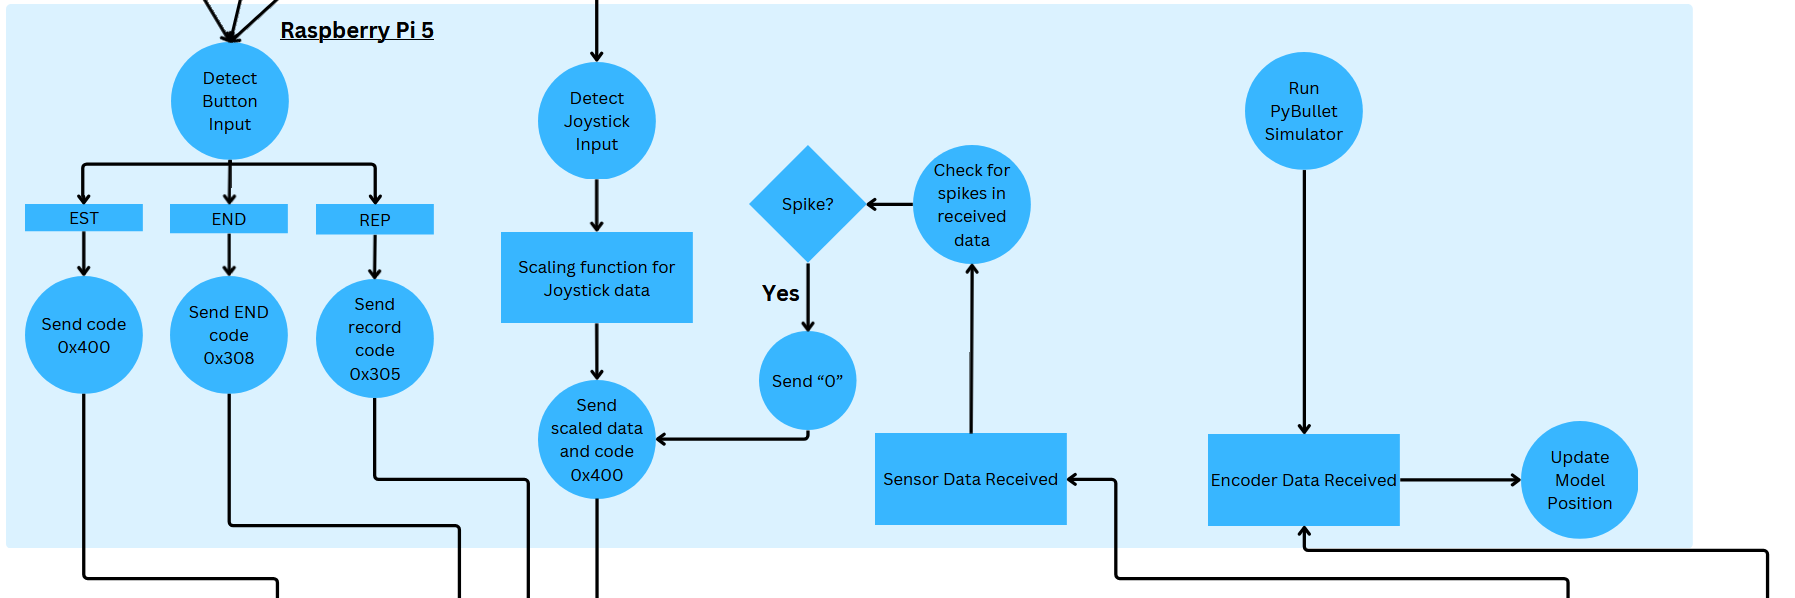 Raspberry Pi 5
Detect
Button
Input
EST
END
REP
Send code
0x400
Send END
code
0x308
Send
record
code
0x305
Detect
Joystick
Input
Scaling function for
Joystick data
Send
scaled data
and code
0x400
Spike?
Yes
Send “0”
Check for
spikes in
received
data
Sensor Data Received
Run
PyBullet
Simulator
Encoder Data Received
Update
Model
Position